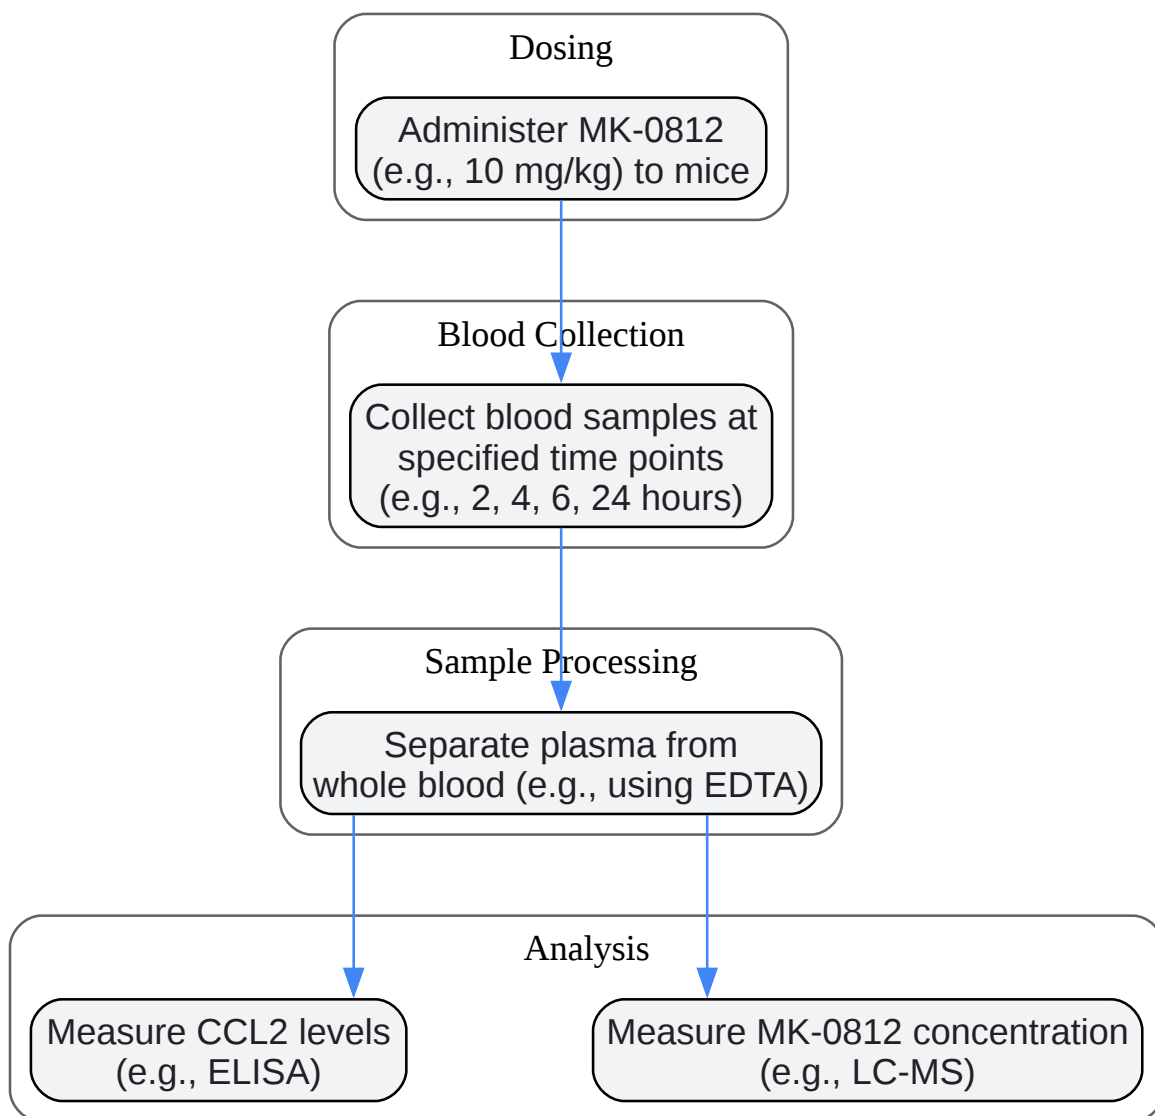 Dosing
Administer MK-0812
(e.g., 10 mg/kg) to mice
Blood Collection
Collect blood samples at
specified time points
(e.g., 2, 4, 6, 24 hours)
Sample Processing
Separate plasma from
whole blood (e.g., using EDTA)
Analysis
Measure CCL2 levels
(e.g., ELISA)
Measure MK-0812 concentration
(e.g., LC-MS)